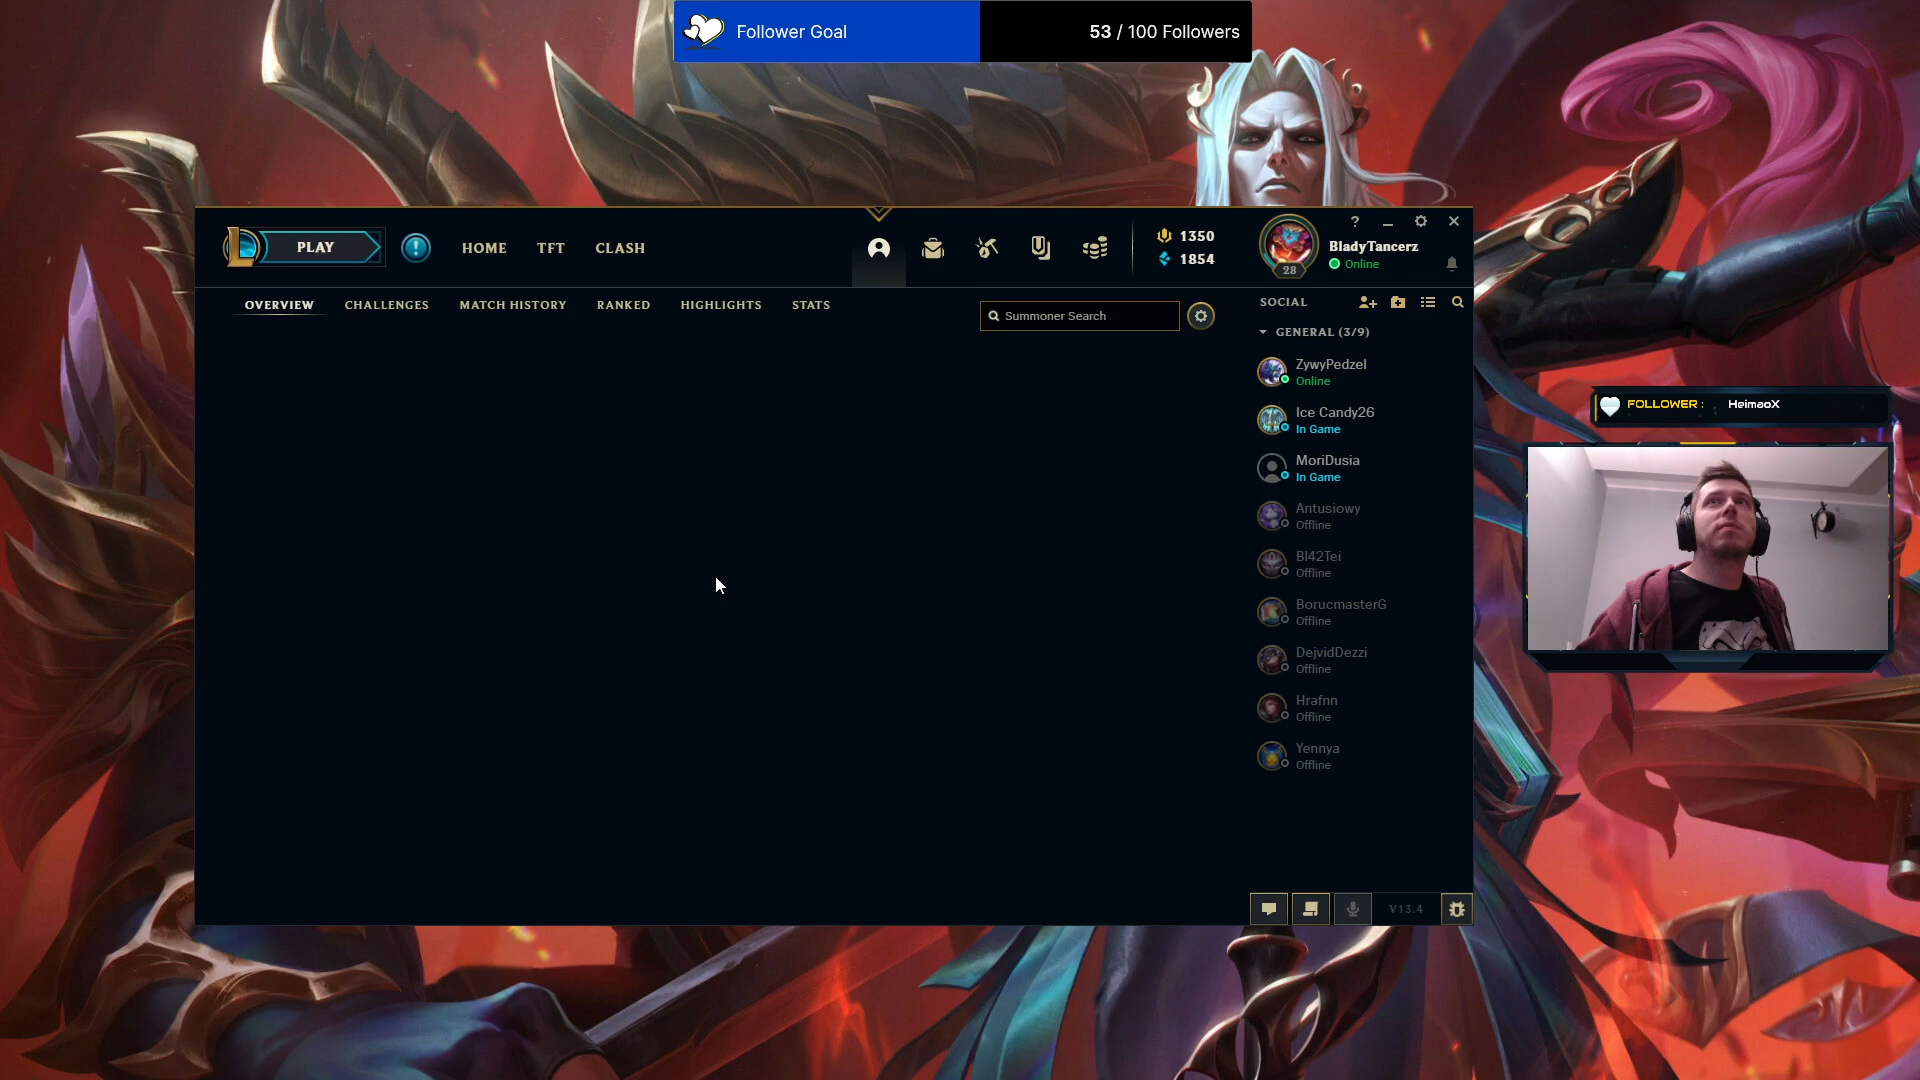 Follower Goal
53 / 100 Followers
PLAY
HOME
TFT
CLASH
1350
1854
28
?
BladyTancerz
Online
OVERVIEW
CHALLENGES
MATCH HISTORY
RANKED
HIGHLIGHTS
STATS
Summoner Search
SOCIAL
GENERAL (3/9)
ZywyPedzel
Online
Ice Candy26
In Game
MoriDusia
In Game
Antusiowy
Offline
Bl42Tei
Offline
BorucmasterG
Offline
DejvidDezzi
Offline
Hrafnn
Offline
Yennya
Offline
V13.4
FOLLOWER : HeimaoX